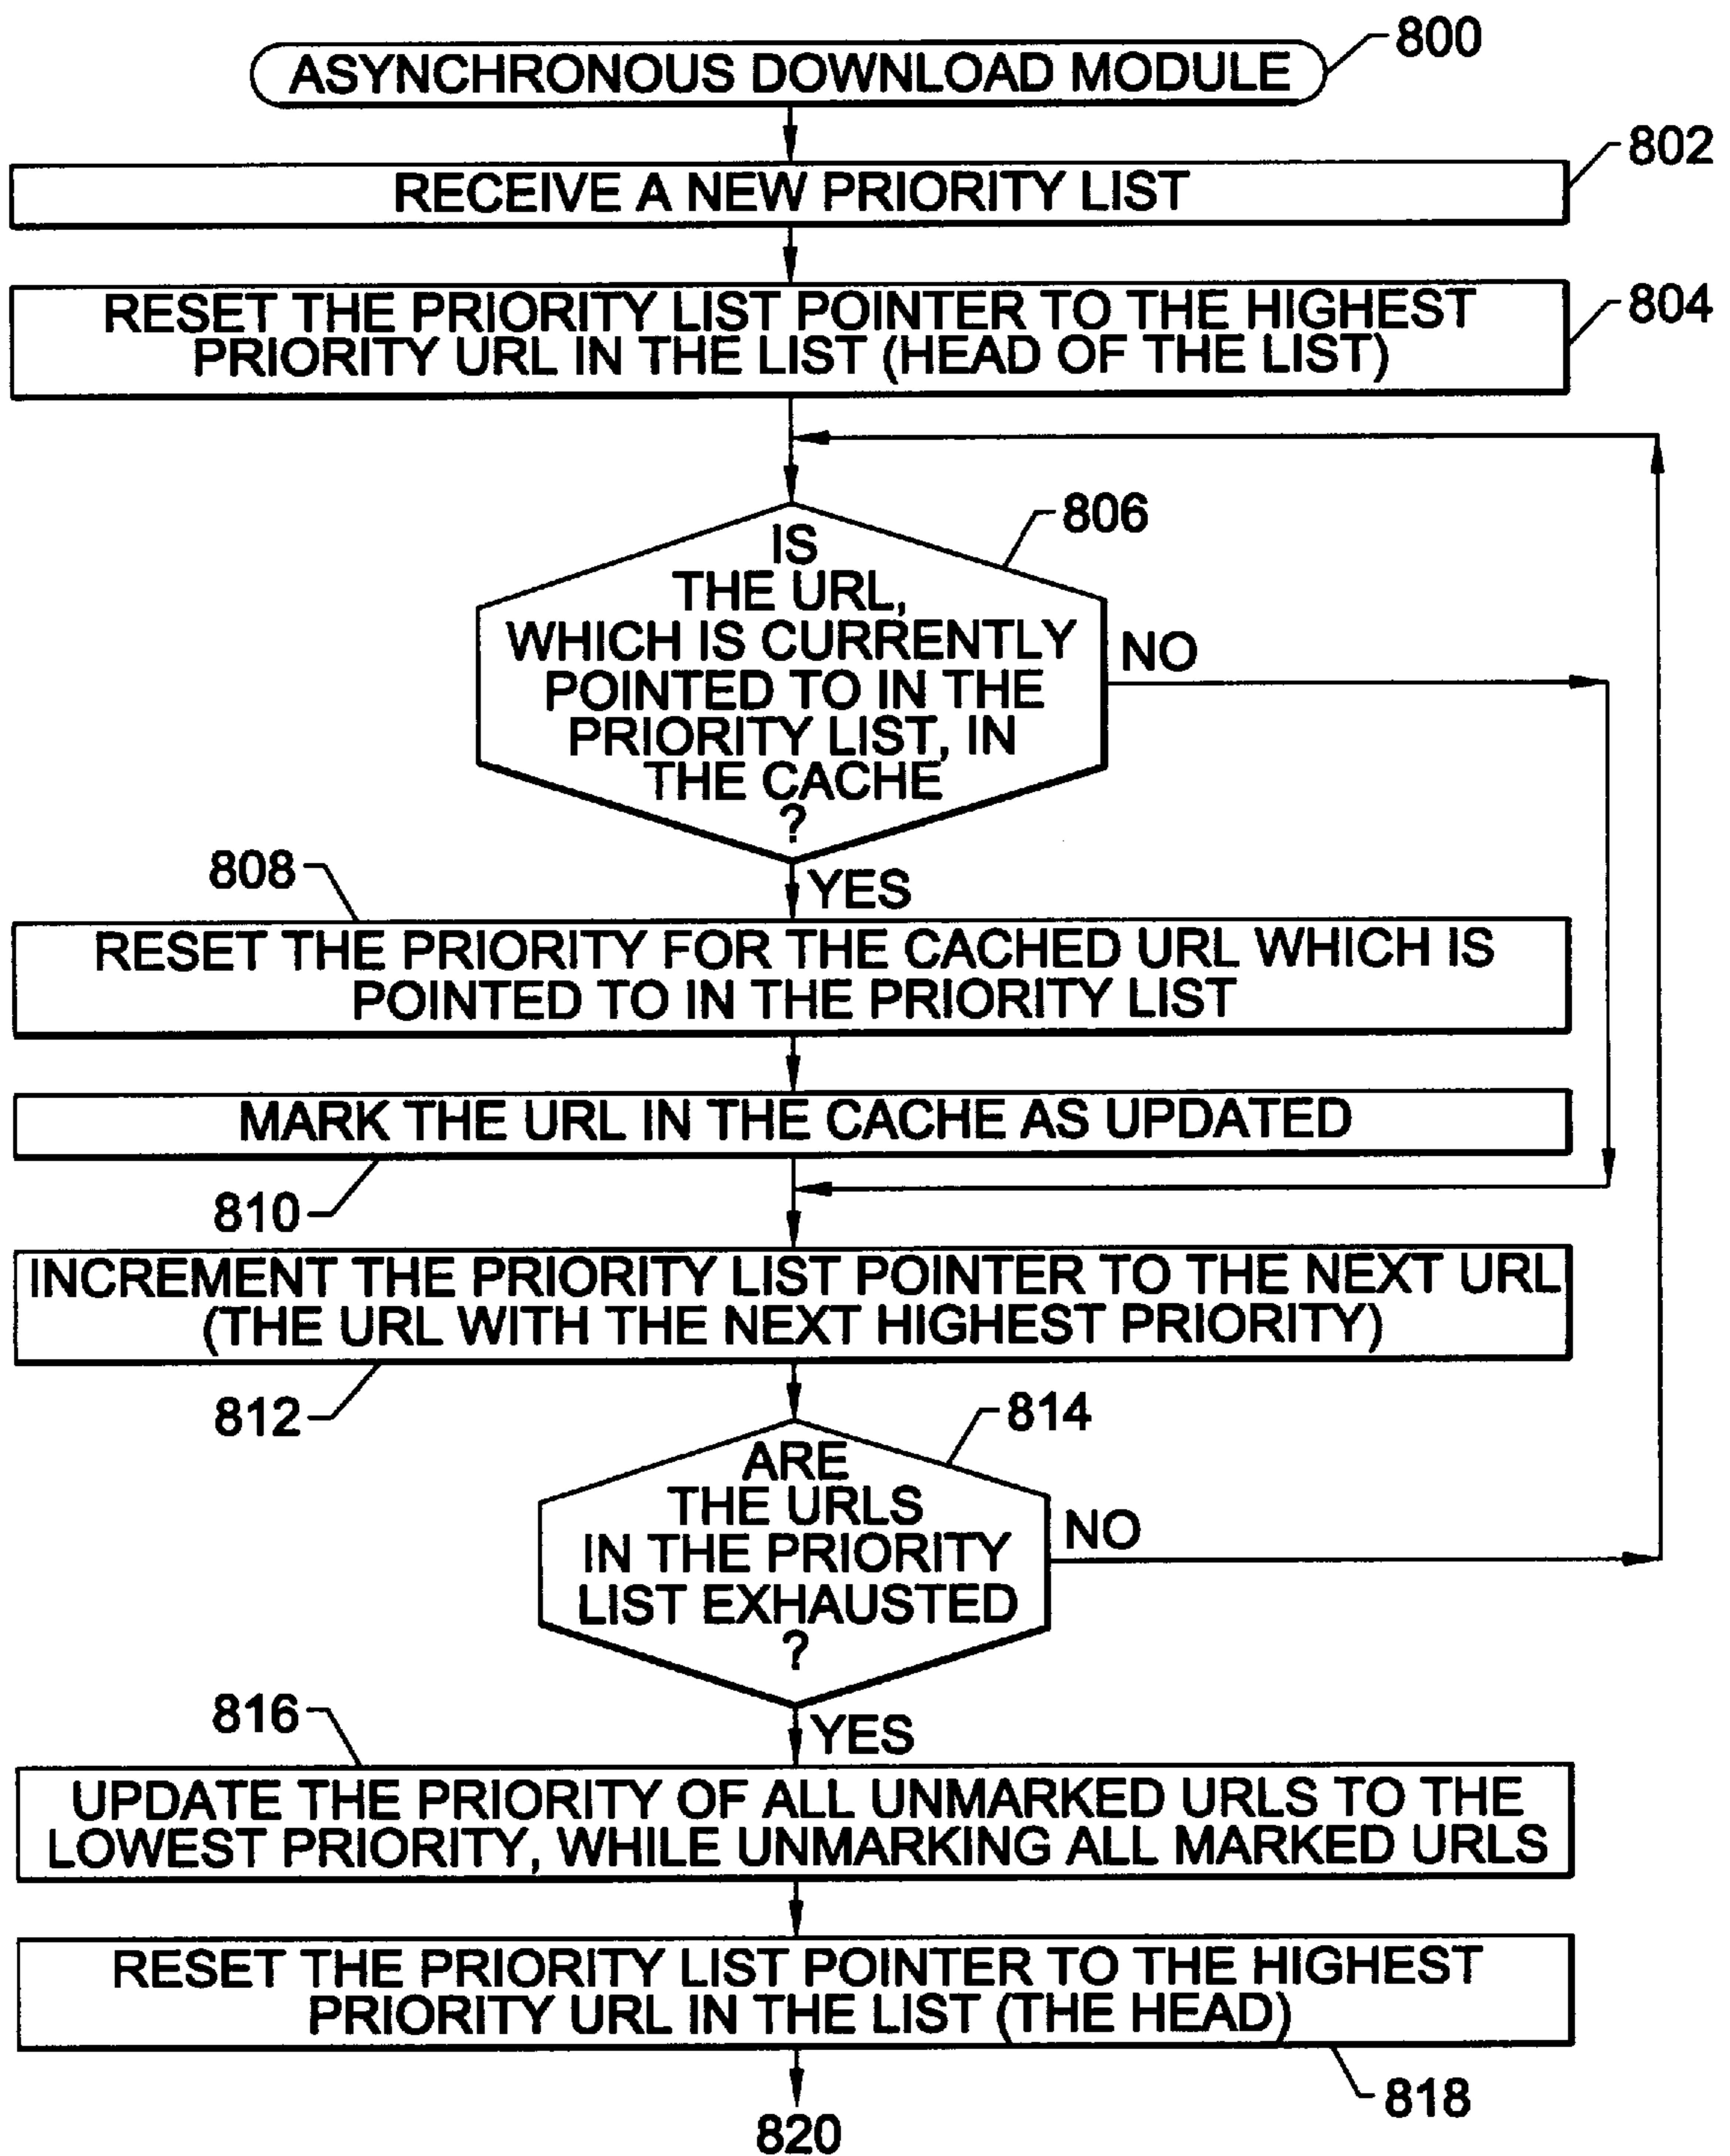 800
ASYNCHRONOUS DOWNLOAD MODULE
802
RECEIVE A NEW PRIORITY LIST
804
RESET THE PRIORITY LIST POINTER TO THE HIGHEST
PRIORITY URL IN THE LIST (HEAD OF THE LIST)
806
IS
THE URL,
WHICH IS CURRENTLY
POINTED TO IN THE
PRIORITY LIST, IN
THE CACHE
?
NO
YES
808
RESET THE PRIORITY FOR THE CACHED URL WHICH IS
POINTED TO IN THE PRIORITY LIST
MARK THE URL IN THE CACHE AS UPDATED
810
INCREMENT THE PRIORITY LIST POINTER TO THE NEXT URL
(THE URL WITH THE NEXT HIGHEST PRIORITY)
812
814
ARE
THE URLS
IN THE PRIORITY
LIST EXHAUSTED
?
NO
YES
816
UPDATE THE PRIORITY OF ALL UNMARKED URLS TO THE
LOWEST PRIORITY, WHILE UNMARKING ALL MARKED URLS
RESET THE PRIORITY LIST POINTER TO THE HIGHEST
PRIORITY URL IN THE LIST (THE HEAD)
818
820